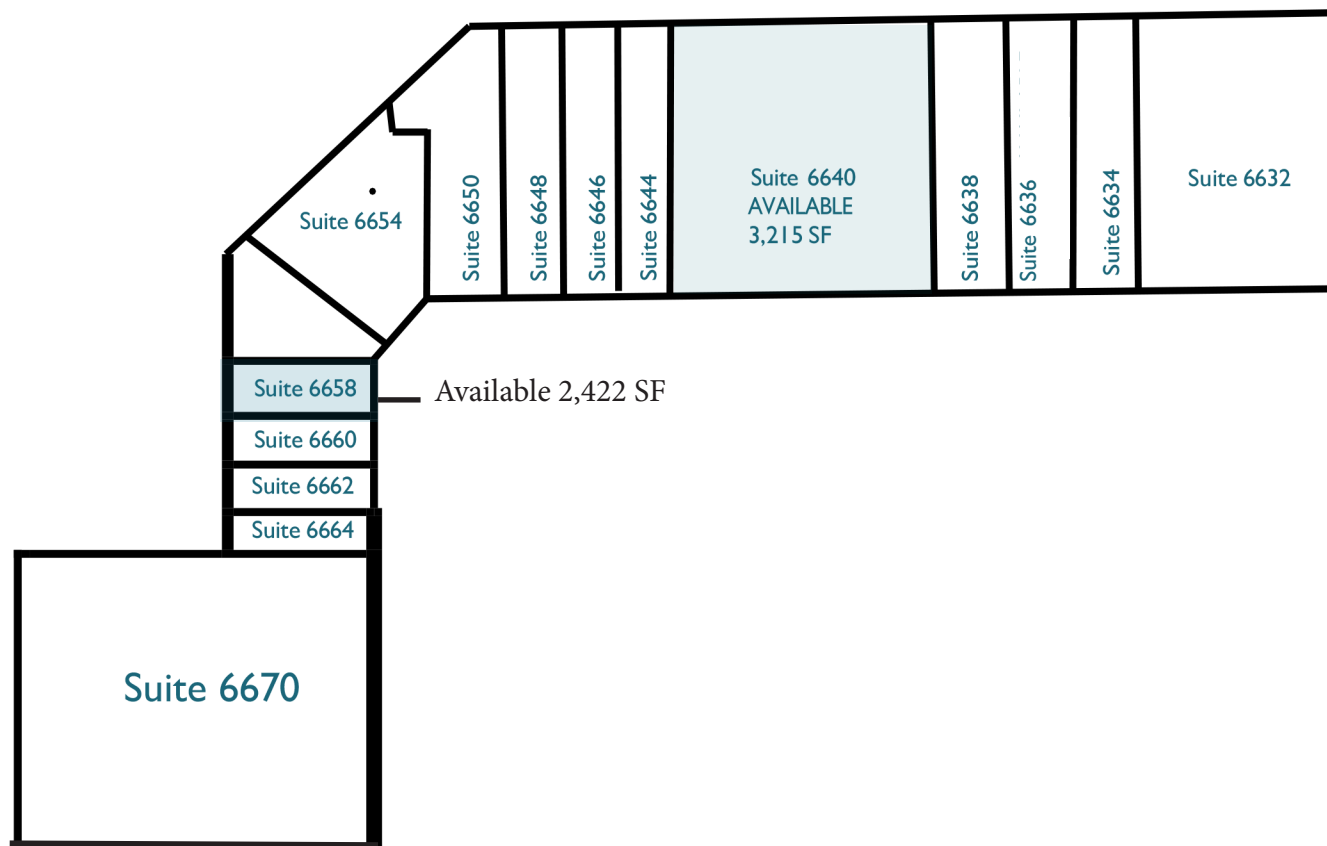 Suite 6650
Suite 6648
Suite 6646
Suite 6644
Suite 6640
AVAILABLE
3,215 SF
Suite 6638
Suite 6636
Suite 6634
Suite 6632
Suite 6654
Suite 6658
Available 2,422 SF
Suite 6660
Suite 6662
Suite 6664
Suite 6670